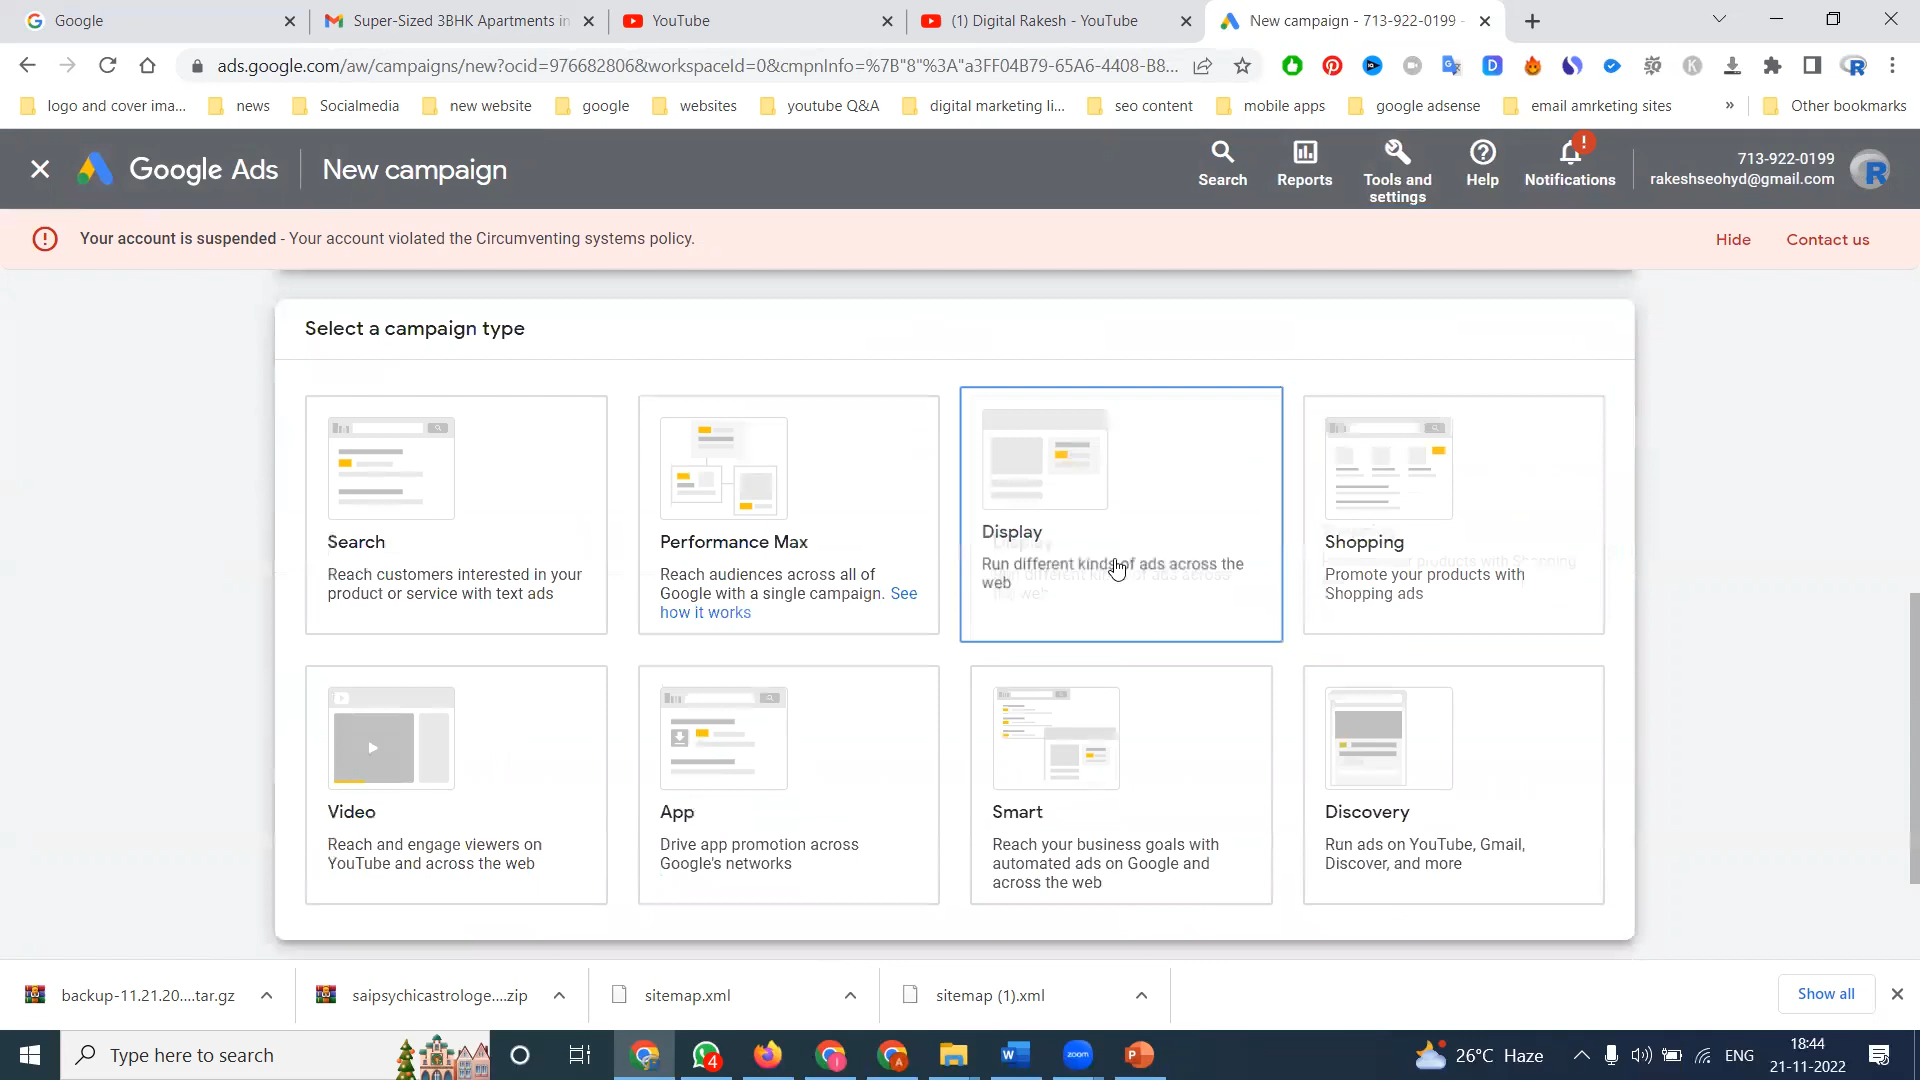 Google
Super-Sized 3BHK Apartments in
YouTube
(1) Digital Rakesh - YouTube
New campaign - 713-922-0199 -
ads.google.com/aw/campaigns/new?ocid=976682806&workspaceId=0&cmpnInfo=%7B"8"%3A"a3FF04B79-65A6-4408-B8...
logo and cover ima...
news
Socialmedia
new website
google
websites
youtube Q&A
digital marketing li...
seo content
mobile apps
google adsense
email amrketing sites
»
Other bookmarks
Google Ads
New campaign
Search
Reports
Tools and
settings
Help
Notifications
713-922-0199
rakeshseohyd@gmail.com
Your account is suspended - Your account violated the Circumventing systems policy.
Hide
Contact us
Select a campaign type
Search
Reach customers interested in your
product or service with text ads
Performance Max
Reach audiences across all of
Google with a single campaign. See
how it works
Display
Run different kinds of ads across the
web
Shopping
Promote your products with
Shopping ads
Video
Reach and engage viewers on
YouTube and across the web
App
Drive app promotion across
Google's networks
Smart
Reach your business goals with
automated ads on Google and
across the web
Discovery
Run ads on YouTube, Gmail,
Discover, and more
backup-11.21.20....tar.gz
saipsychicastrologe....zip
sitemap.xml
sitemap (1).xml
Show all
Type here to search
4
zoom
26°C Haze
ENG
18:44
21-11-2022